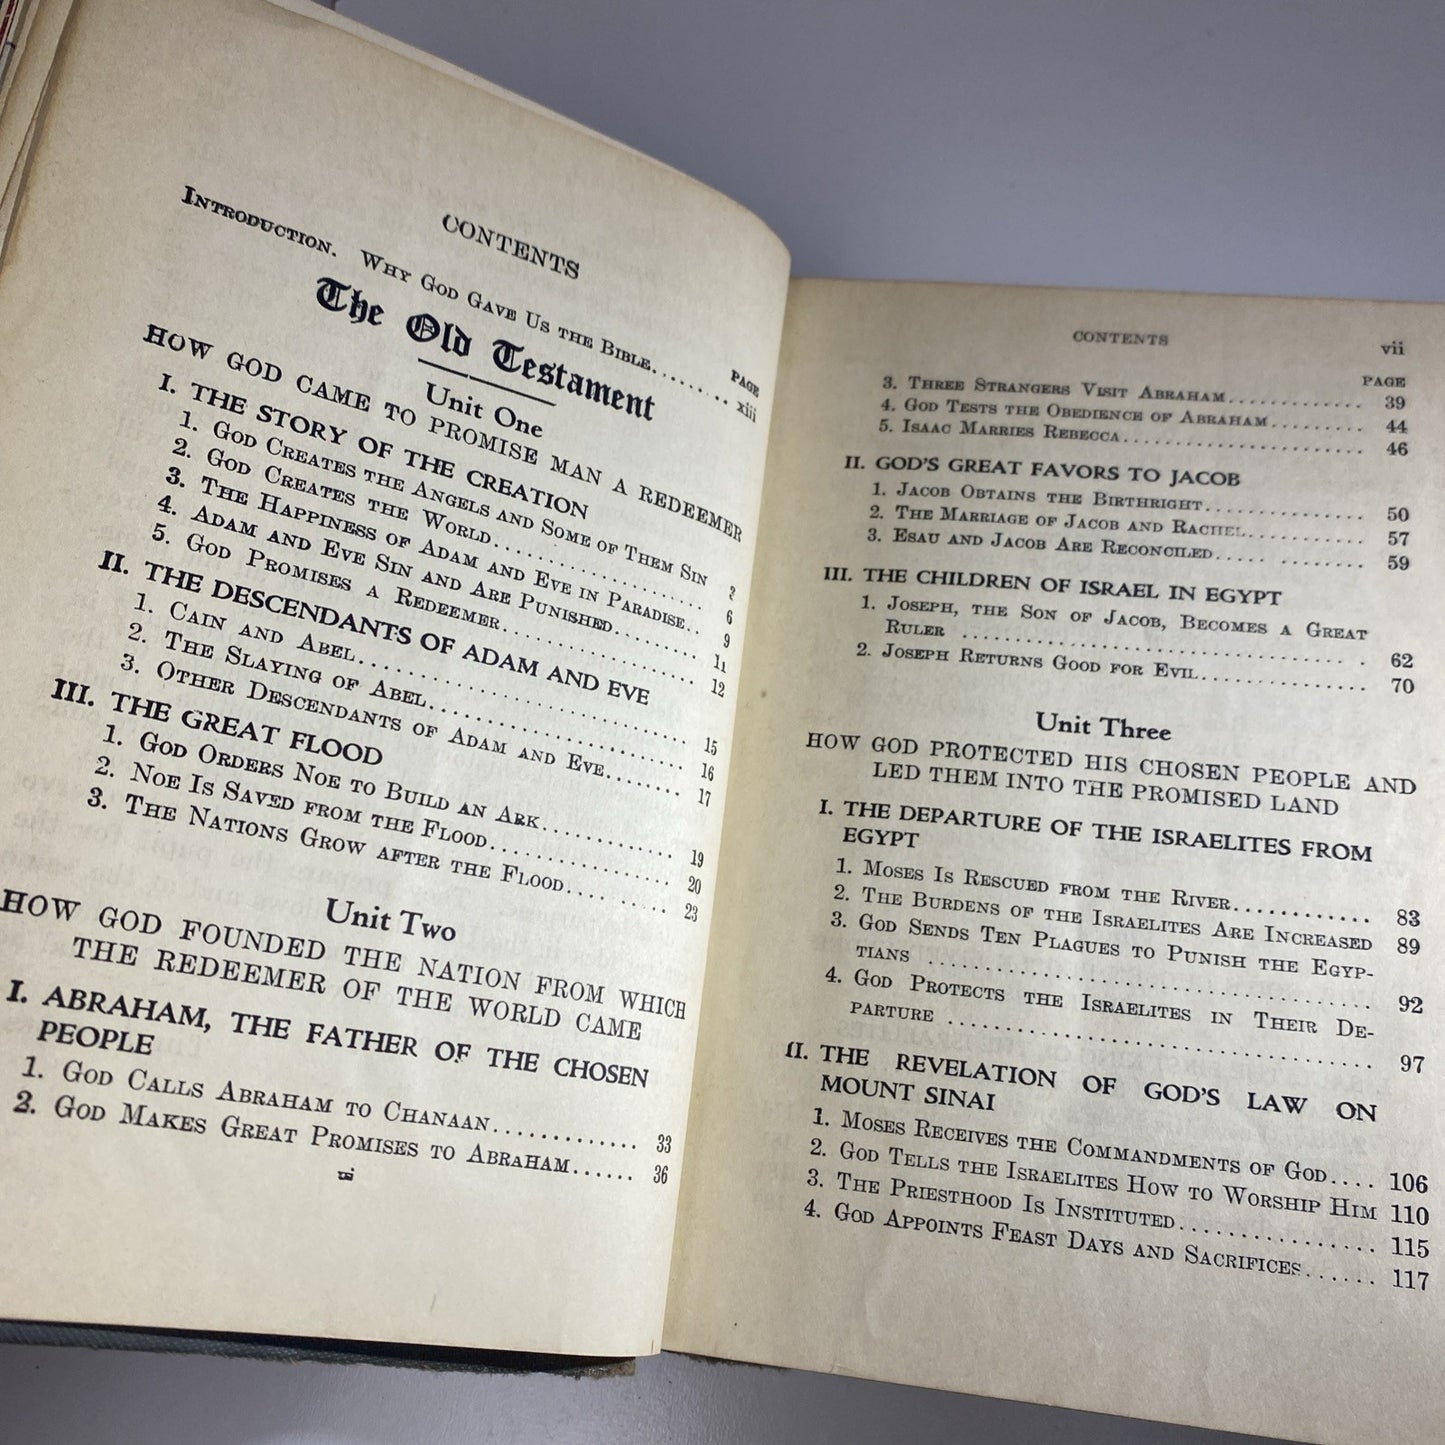 CONTENTS
PAGE
INTRODUCTION. WHY GOD GAVE US THE BIBLE........ xiii
The Old Testament
Unit One
HOW GOD CAME TO PROMISE MAN A REDEEMER
I. THE STORY OF THE CREATION
1. GOD CREATES THE ANGELS AND SOME OF THEM SIN 3
2. GOD CREATES THE WORLD.................... 6
3. THE HAPPINESS OF ADAM AND EVE IN PARADISE.. 9
4. ADAM AND EVE SIN AND ARE PUNISHED........ 11
5. GOD PROMISES A REDEEMER.................. 12
II. THE DESCENDANTS OF ADAM AND EVE
1. CAIN AND ABEL............................ 15
2. THE SLAYING OF ABEL...................... 16
3. OTHER DESCENDANTS OF ADAM AND EVE....... 17
III. THE GREAT FLOOD
1. GOD ORDERS NOE TO BUILD AN ARK........... 19
2. NOE IS SAVED FROM THE FLOOD.............. 20
3. THE NATIONS GROW AFTER THE FLOOD......... 23
Unit Two
HOW GOD FOUNDED THE NATION FROM WHICH
THE REDEEMER OF THE WORLD CAME
I. ABRAHAM, THE FATHER OF THE CHOSEN
PEOPLE
1. GOD CALLS ABRAHAM TO CHANAAN............. 33
2. GOD MAKES GREAT PROMISES TO ABRAHAM...... 36
vi
CONTENTS vii
PAGE
3. THREE STRANGERS VISIT ABRAHAM............. 39
4. GOD TESTS THE OBEDIENCE OF ABRAHAM......... 44
5. ISAAC MARRIES REBECCA..................... 46
II. GOD'S GREAT FAVORS TO JACOB
1. JACOB OBTAINS THE BIRTHRIGHT............... 50
2. THE MARRIAGE OF JACOB AND RACHEL........... 57
3. ESAU AND JACOB ARE RECONCILED.............. 59
III. THE CHILDREN OF ISRAEL IN EGYPT
1. JOSEPH, THE SON OF JACOB, BECOMES A GREAT
RULER ..................................... 62
2. JOSEPH RETURNS GOOD FOR EVIL............... 70
Unit Three
HOW GOD PROTECTED HIS CHOSEN PEOPLE AND
LED THEM INTO THE PROMISED LAND
I. THE DEPARTURE OF THE ISRAELITES FROM
EGYPT
1. MOSES IS RESCUED FROM THE RIVER............ 83
2. THE BURDENS OF THE ISRAELITES ARE INCREASED 89
3. GOD SENDS TEN PLAGUES TO PUNISH THE EGYP-
TIANS ..................................... 92
4. GOD PROTECTS THE ISRAELITES IN THEIR DE-
PARTURE ................................... 97
II. THE REVELATION OF GOD'S LAW ON
MOUNT SINAI
1. MOSES RECEIVES THE COMMANDMENTS OF GOD.... 106
2. GOD TELLS THE ISRAELITES HOW TO WORSHIP HIM 110
3. THE PRIESTHOOD IS INSTITUTED............... 115
4. GOD APPOINTS FEAST DAYS AND SACRIFICES...... 117